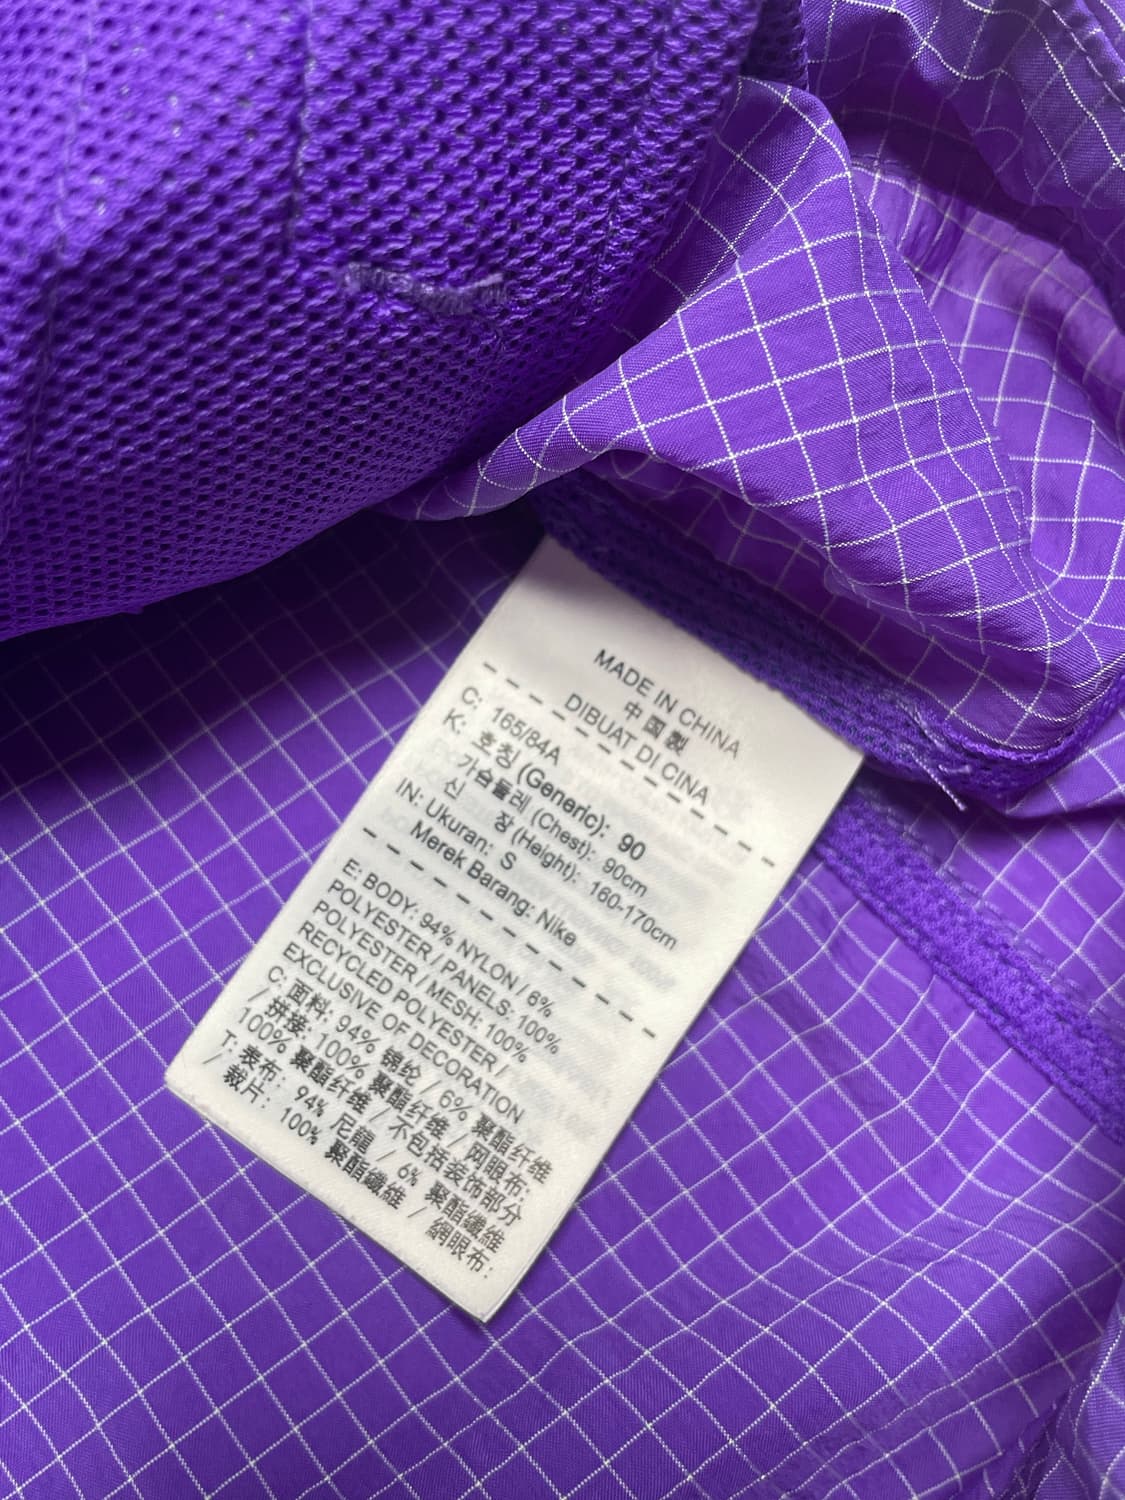 MADE IN CHINA
中國製
DIBUAT DI CINA
C: 165/84A
K: 호칭 (Generic): 90
가슴둘레 (Chest): 90cm
신 장 (Height): 160-170cm
IN: Ukuran: S
Merek Barang: Nike
E: BODY: 94% NYLON / 6%
POLYESTER / PANELS: 100%
POLYESTER / MESH: 100%
RECYCLED POLYESTER /
EXCLUSIVE OF DECORATION
C: 面料: 94% 锦纶 / 6% 聚酯纤维
/ 拼接: 100% 聚酯纤维 / 网眼布:
100% 聚酯纤维 / 不包括装饰部分
T: 表布: 94% 尼龍 / 6% 聚酯纖維
/ 裁片: 100% 聚酯纖維 / 網眼布: